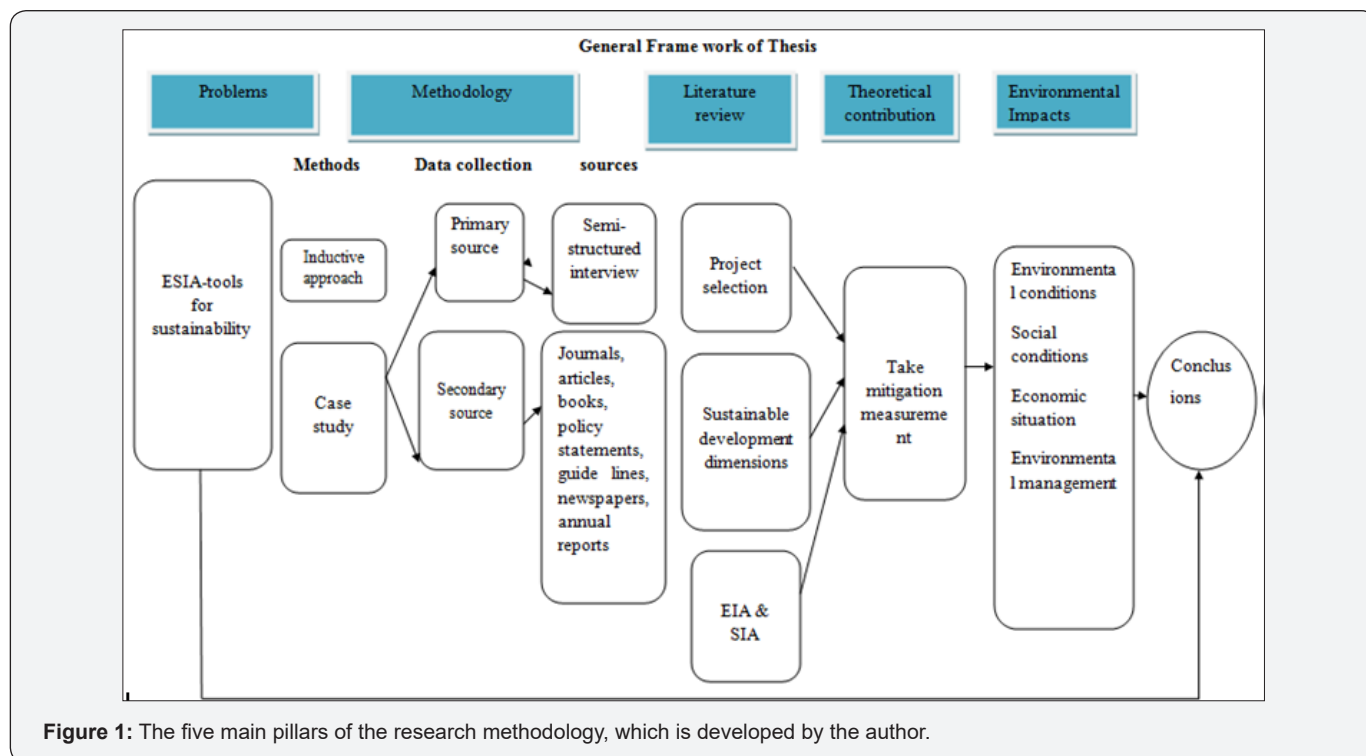 General Frame work of Thesis
Problems
Methodology
Literature
review
Theoretical
contribution
Environmental
Impacts
Methods
Data collection
sources
ESIA-tools
for
sustainability
Inductive
approach
Case
study
Primary
source
Secondary
source
Semi-
structured
interview
Journals,
articles,
books,
policy
statements,
guide lines,
newspapers,
annual
reports
Project
selection
Sustainable
development
dimensions
EIA &
SIA
Take
mitigation
measureme
nt
Environmenta
l conditions
Social
conditions
Economic
situation
Environmenta
l management
Conclus
ions
Figure 1: The five main pillars of the research methodology, which is developed by the author.